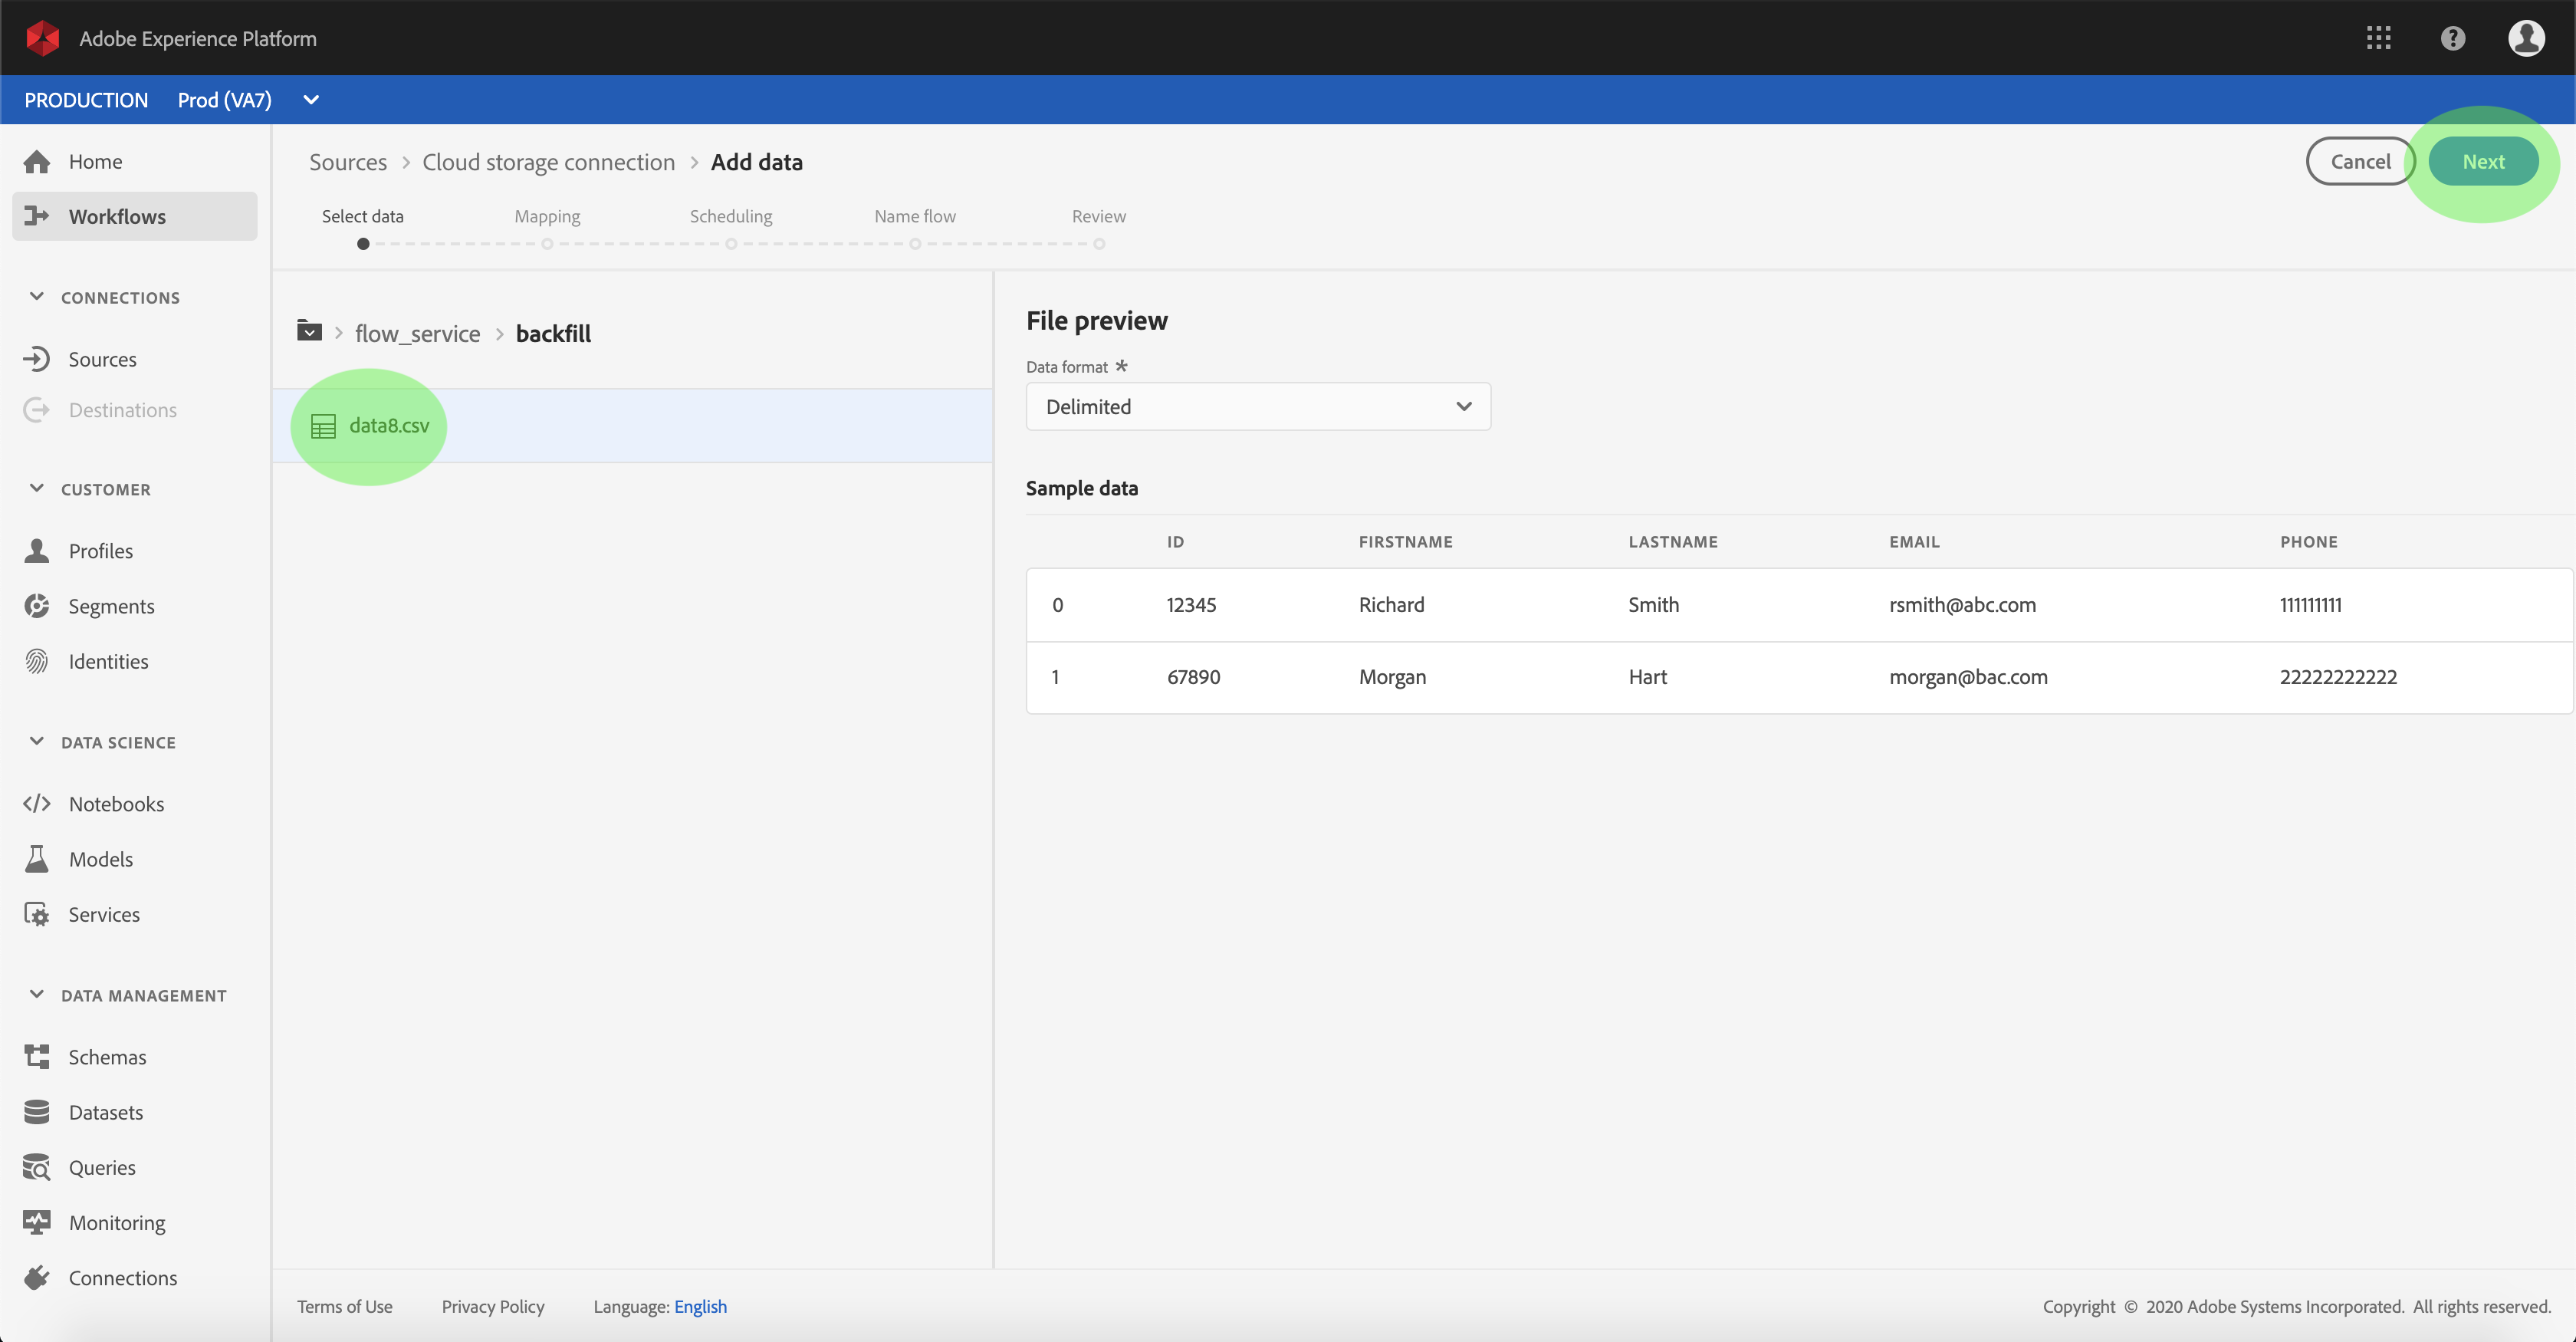 Adobe Experience Platform
PRODUCTION Prod (VA7)
Home
Workflows
CONNECTIONS
Sources
Destinations
CUSTOMER
Profiles
Segments
Identities
DATA SCIENCE
Notebooks
Models
Services
DATA MANAGEMENT
Schemas
Datasets
Queries
Monitoring
Connections
Sources > Cloud storage connection > Add data
Cancel Next
Select data Mapping Scheduling Name flow Review
> flow_service > backfill
data8.csv
File preview
Data format *
Delimited
Sample data
ID FIRSTNAME LASTNAME EMAIL PHONE
0 12345 Richard Smith rsmith@abc.com 111111111
1 67890 Morgan Hart morgan@bac.com 22222222222
Terms of Use Privacy Policy Language: English
Copyright © 2020 Adobe Systems Incorporated. All rights reserved.